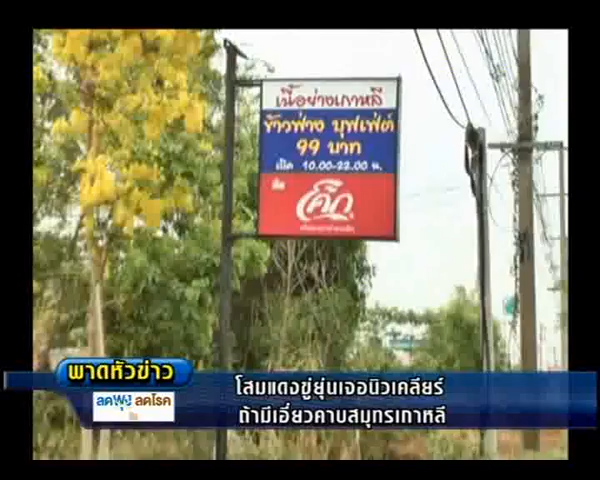 เนื้อย่างเกาหลี
ข้าวฟ่าง บุฟเฟ่ต์
99 บาท
เปิด 10.00-22.00 น.
ดื่ม
โค้ก
พาดหัวข่าว
ลดพุง ลดโรค
โสมแดงขู่ยุ่นเจอนิวเคลียร์
ถ้ามีเอี่ยวคาบสมุทรเกาหลี